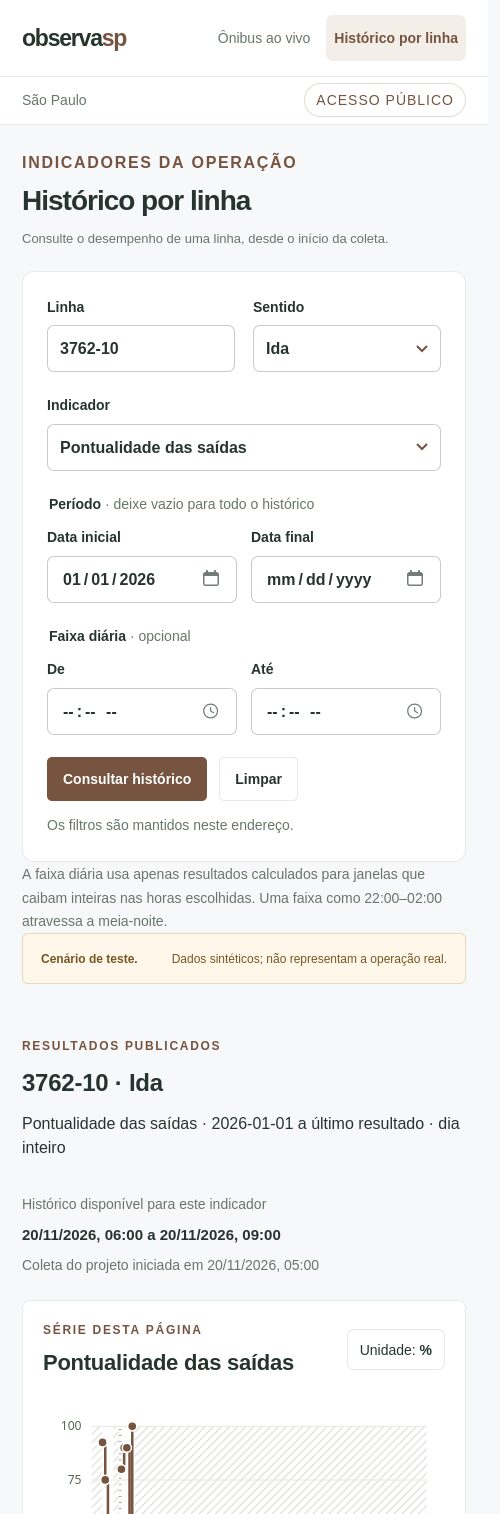 observasp
Ônibus ao vivo
Histórico por linha
São Paulo
ACESSO PÚBLICO
INDICADORES DA OPERAÇÃO
Histórico por linha
Consulte o desempenho de uma linha, desde o início da coleta.
Linha
Sentido
3762-10
Ida
Indicador
Pontualidade das saídas
Período · deixe vazio para todo o histórico
Data inicial
Data final
01/01/2026
mm/dd/yyyy
Faixa diária · opcional
De
Até
--:-- --
--:-- --
Consultar histórico
Limpar
Os filtros são mantidos neste endereço.
A faixa diária usa apenas resultados calculados para janelas que
caibam inteiras nas horas escolhidas. Uma faixa como 22:00–02:00
atravessa a meia-noite.
Cenário de teste.
Dados sintéticos; não representam a operação real.
RESULTADOS PUBLICADOS
3762-10 · Ida
Pontualidade das saídas · 2026-01-01 a último resultado · dia
inteiro
Histórico disponível para este indicador
20/11/2026, 06:00 a 20/11/2026, 09:00
Coleta do projeto iniciada em 20/11/2026, 05:00
SÉRIE DESTA PÁGINA
Pontualidade das saídas
Unidade: %
100
75